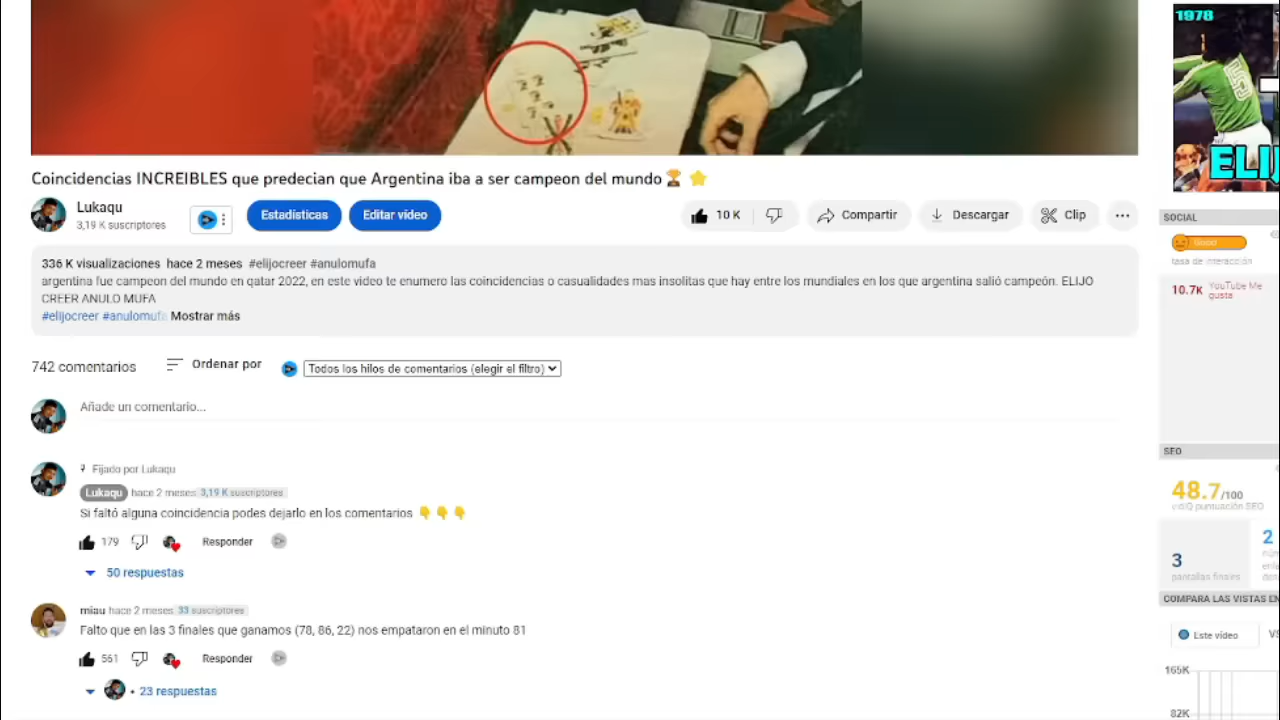 1978
ELIJ
Coincidencias INCREIBLES que predecian que Argentina iba a ser campeon del mundo🏆 ⭐
Lukaqu
3,19 K suscriptores
Estadísticas
Editar vídeo
10 K
Compartir
Descargar
Clip
336 K visualizaciones hace 2 meses #elijocreer #anulomufa
argentina fue campeon del mundo en qatar 2022, en este video te enumero las coincidencias o casualidades mas insolitas que hay entre los mundiales en los que argentina salió campeón. ELIJO
CREER ANULO MUFA
#elijocreer #anulomufa Mostrar más
742 comentarios
Ordenar por
Todos los hilos de comentarios (elegir el filtro)
Añade un comentario...
Fijado por Lukaqu
Lukaqu hace 2 meses 3,19 K suscriptores
Si faltó alguna coincidencia podes dejarlo en los comentarios 👇👇👇
179
Responder
50 respuestas
miau hace 2 meses 33 suscriptores
Falto que en las 3 finales que ganamos (78, 86, 22) nos empataron en el minuto 81
561
Responder
23 respuestas
SOCIAL
Good
tasa de interacción
10.7K YouTube Me
gusta
SEO
48.7/100
vidIQ puntuación SEO
3
pantallas finales
2
COMPARA LAS VISTAS EN
Este vídeo
VS
165K
82K